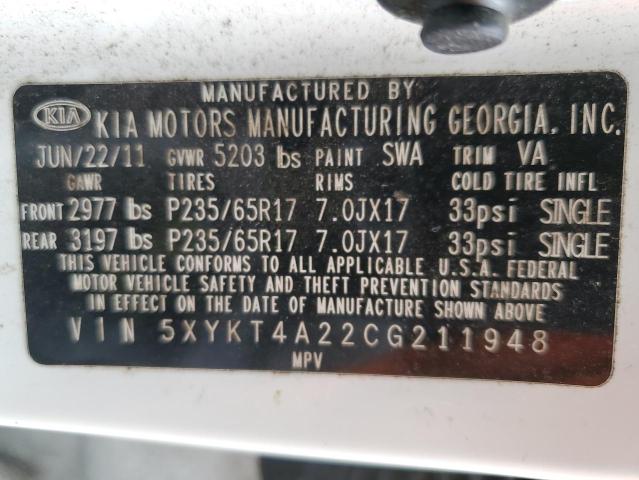 MANUFACTURED BY
KIA KIA MOTORS MANUFACTURING GEORGIA, INC.
JUN/22/11 GVWR 5203 lbs PAINT SWA TRIM VA
GAWR TIRES RIMS COLD TIRE INFL
FRONT 2977 lbs P235/65R17 7.0JX17 33psi SINGLE
REAR 3197 lbs P235/65R17 7.0JX17 33psi SINGLE
THIS VEHICLE CONFORMS TO ALL APPLICABLE U.S.A. FEDERAL
MOTOR VEHICLE SAFETY AND THEFT PREVENTION STANDARDS
IN EFFECT ON THE DATE OF MANUFACTURE SHOWN ABOVE
VIN 5XYKT4A22CG211948
MPV